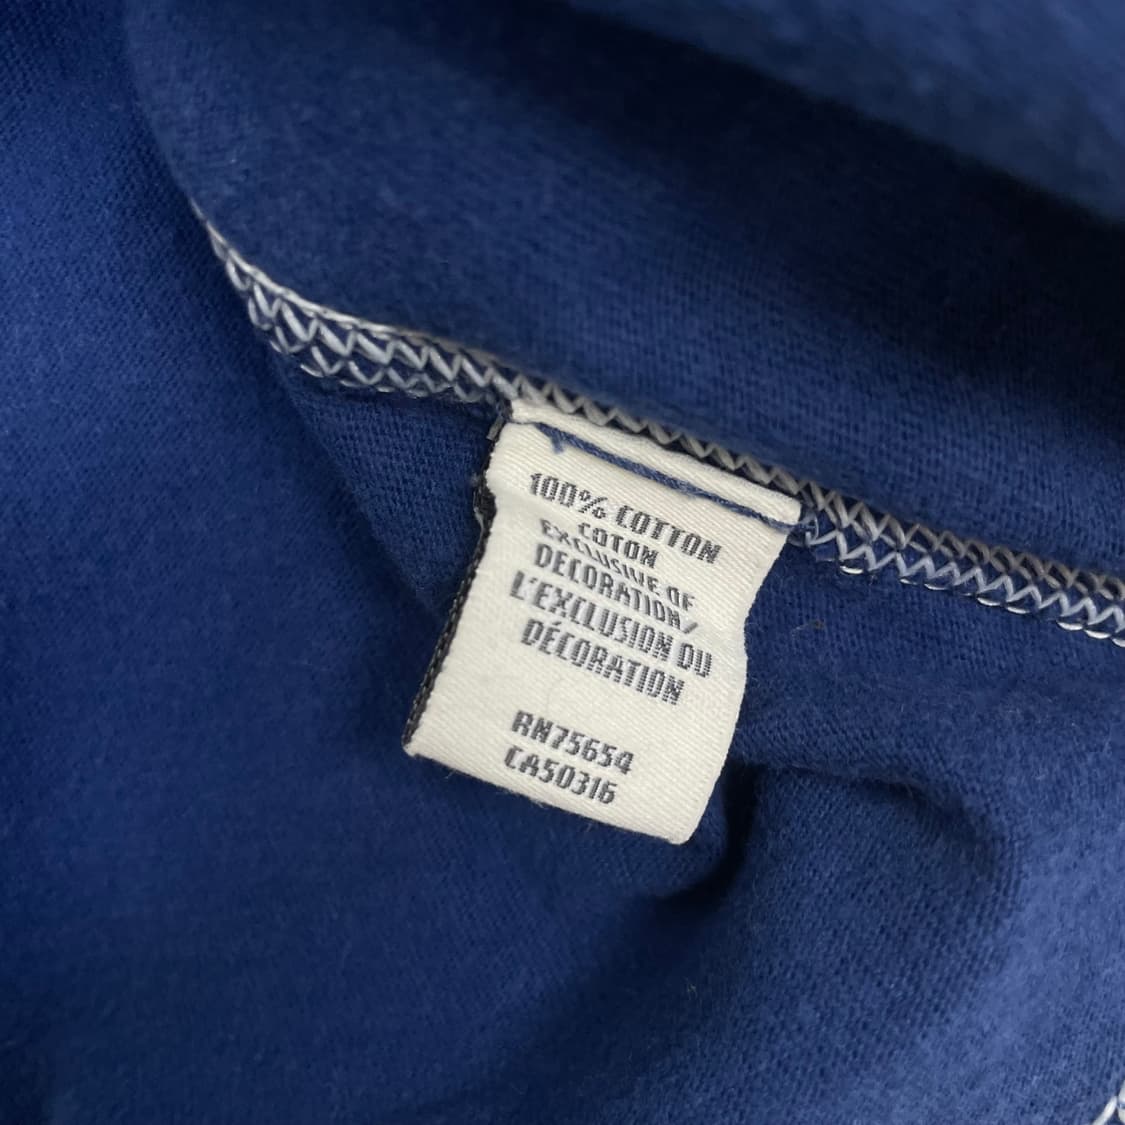 100% COTTON
COTON
EXCLUSIVE OF
DECORATION/
L'EXCLUSION DU
DÉCORATION
RN75654
CA50316